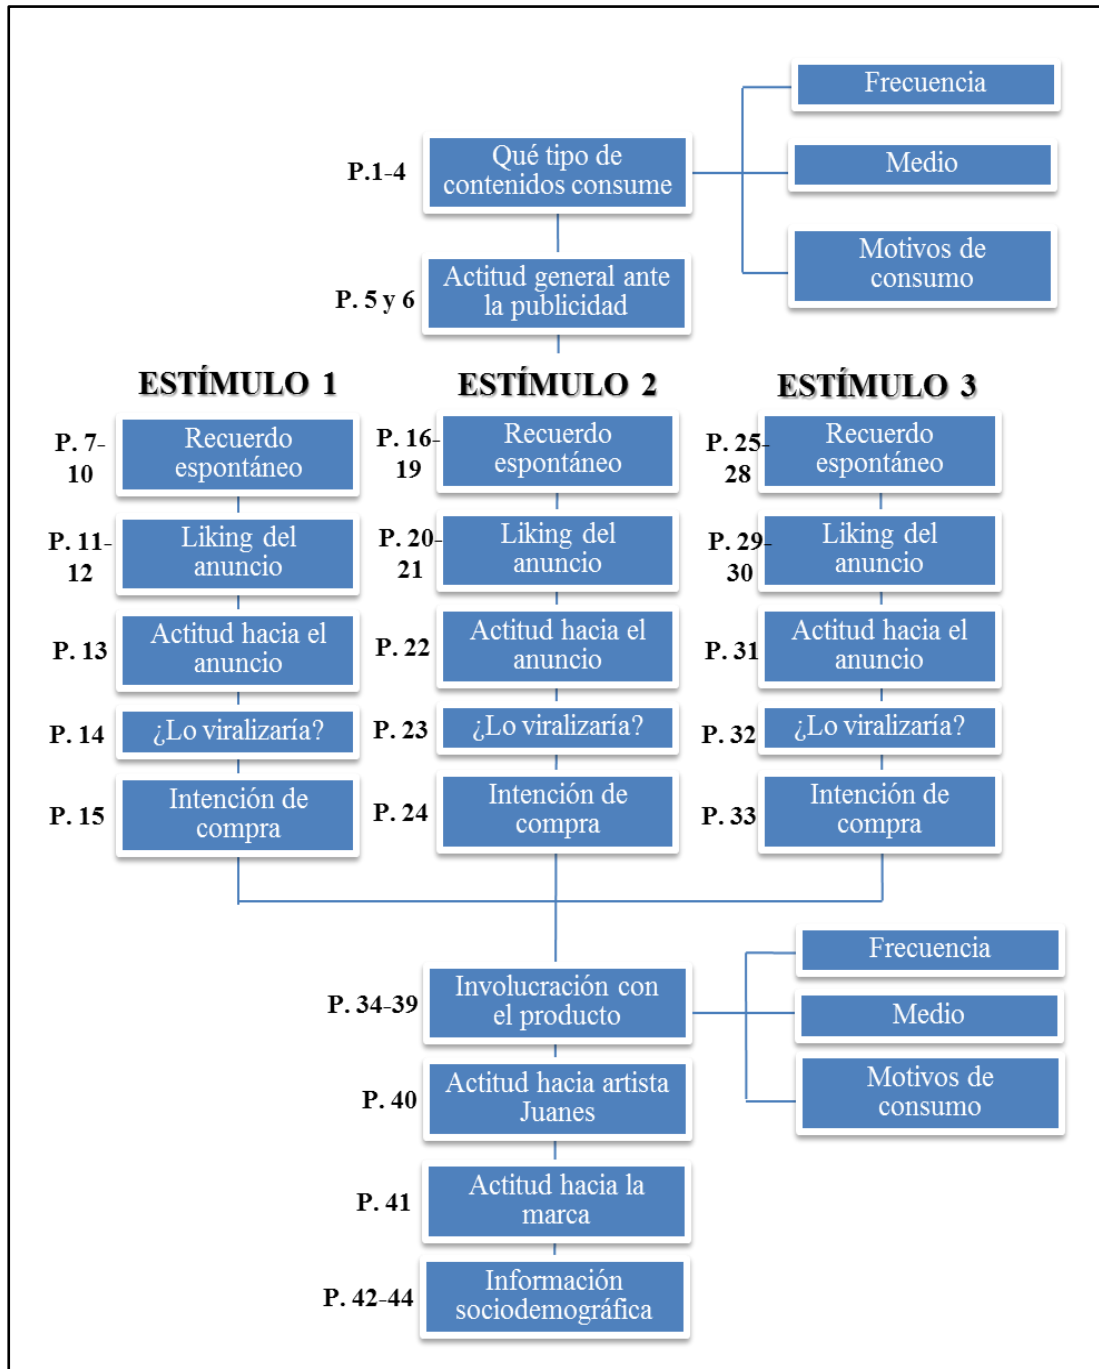 Frecuencia
P.1-4
Qué tipo de
contenidos consume
Medio
Motivos de
consumo
P. 5 y 6
Actitud general ante
la publicidad
ESTÍMULO 1
ESTÍMULO 2
ESTÍMULO 3
P. 7-
10
Recuerdo
espontáneo
P. 16-
19
Recuerdo
espontáneo
P. 25-
28
Recuerdo
espontáneo
P. 11-
12
Liking del
anuncio
P. 20-
21
Liking del
anuncio
P. 29-
30
Liking del
anuncio
P. 13
Actitud hacia el
anuncio
P. 22
Actitud hacia el
anuncio
P. 31
Actitud hacia el
anuncio
P. 14
¿Lo viralizaría?
P. 23
¿Lo viralizaría?
P. 32
¿Lo viralizaría?
P. 15
Intención de
compra
P. 24
Intención de
compra
P. 33
Intención de
compra
Frecuencia
P. 34-39
Involucración con
el producto
Medio
Motivos de
consumo
P. 40
Actitud hacia artista
Juanes
P. 41
Actitud hacia la
marca
P. 42-44
Información
sociodemográfica